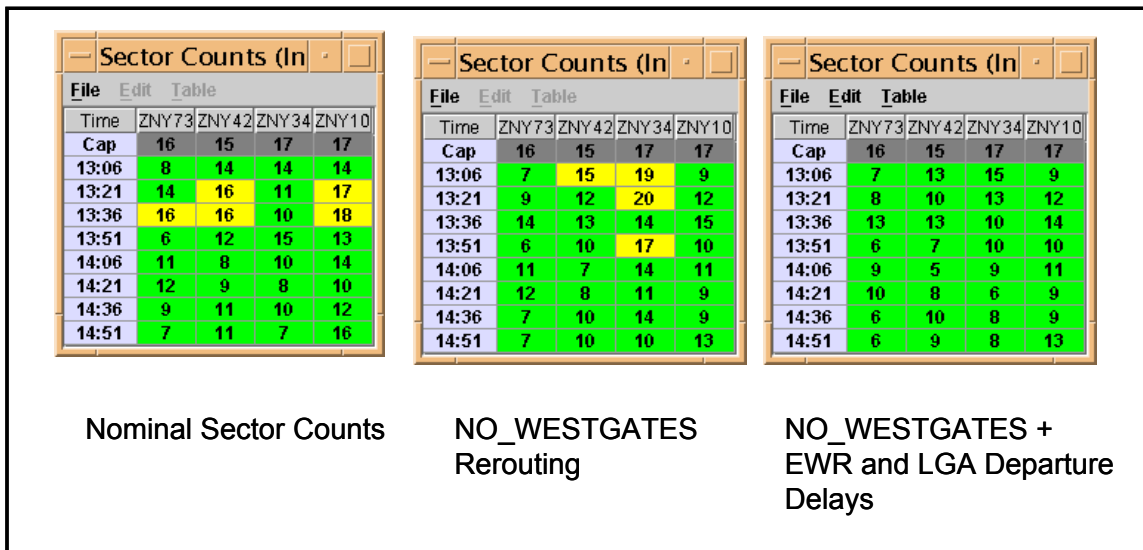 Sector Counts (In
File Edit Table
Time ZNY73 ZNY42 ZNY34 ZNY10
Cap 16 15 17 17
13:06 8 14 14 14
13:21 14 16 11 17
13:36 16 16 10 18
13:51 6 12 15 13
14:06 11 8 10 14
14:21 12 9 8 10
14:36 9 11 10 12
14:51 7 11 7 16
Nominal Sector Counts
Sector Counts (In
File Edit Table
Time ZNY73 ZNY42 ZNY34 ZNY10
Cap 16 15 17 17
13:06 7 15 19 9
13:21 9 12 20 12
13:36 14 13 14 15
13:51 6 10 17 10
14:06 11 7 14 11
14:21 12 8 11 9
14:36 7 10 14 9
14:51 7 10 10 13
NO_WESTGATES
Rerouting
Sector Counts (In
File Edit Table
Time ZNY73 ZNY42 ZNY34 ZNY10
Cap 16 15 17 17
13:06 7 13 15 9
13:21 8 10 13 12
13:36 13 13 10 14
13:51 6 7 10 10
14:06 9 5 9 11
14:21 10 8 6 9
14:36 6 10 8 9
14:51 6 9 8 13
NO_WESTGATES +
EWR and LGA Departure
Delays